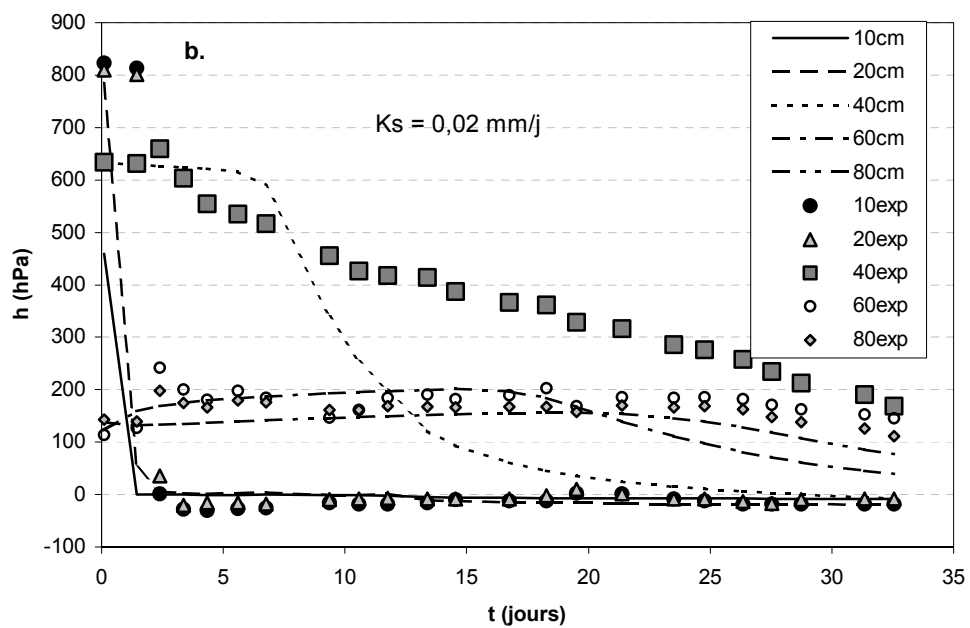 900
800
700
600
500
400
300
200
100
0
-100
h (hPa)
b.
Ks = 0,02 mm/j
10cm
20cm
40cm
60cm
80cm
10exp
20exp
40exp
60exp
80exp
0 5 10 15 20 25 30 35
t (jours)